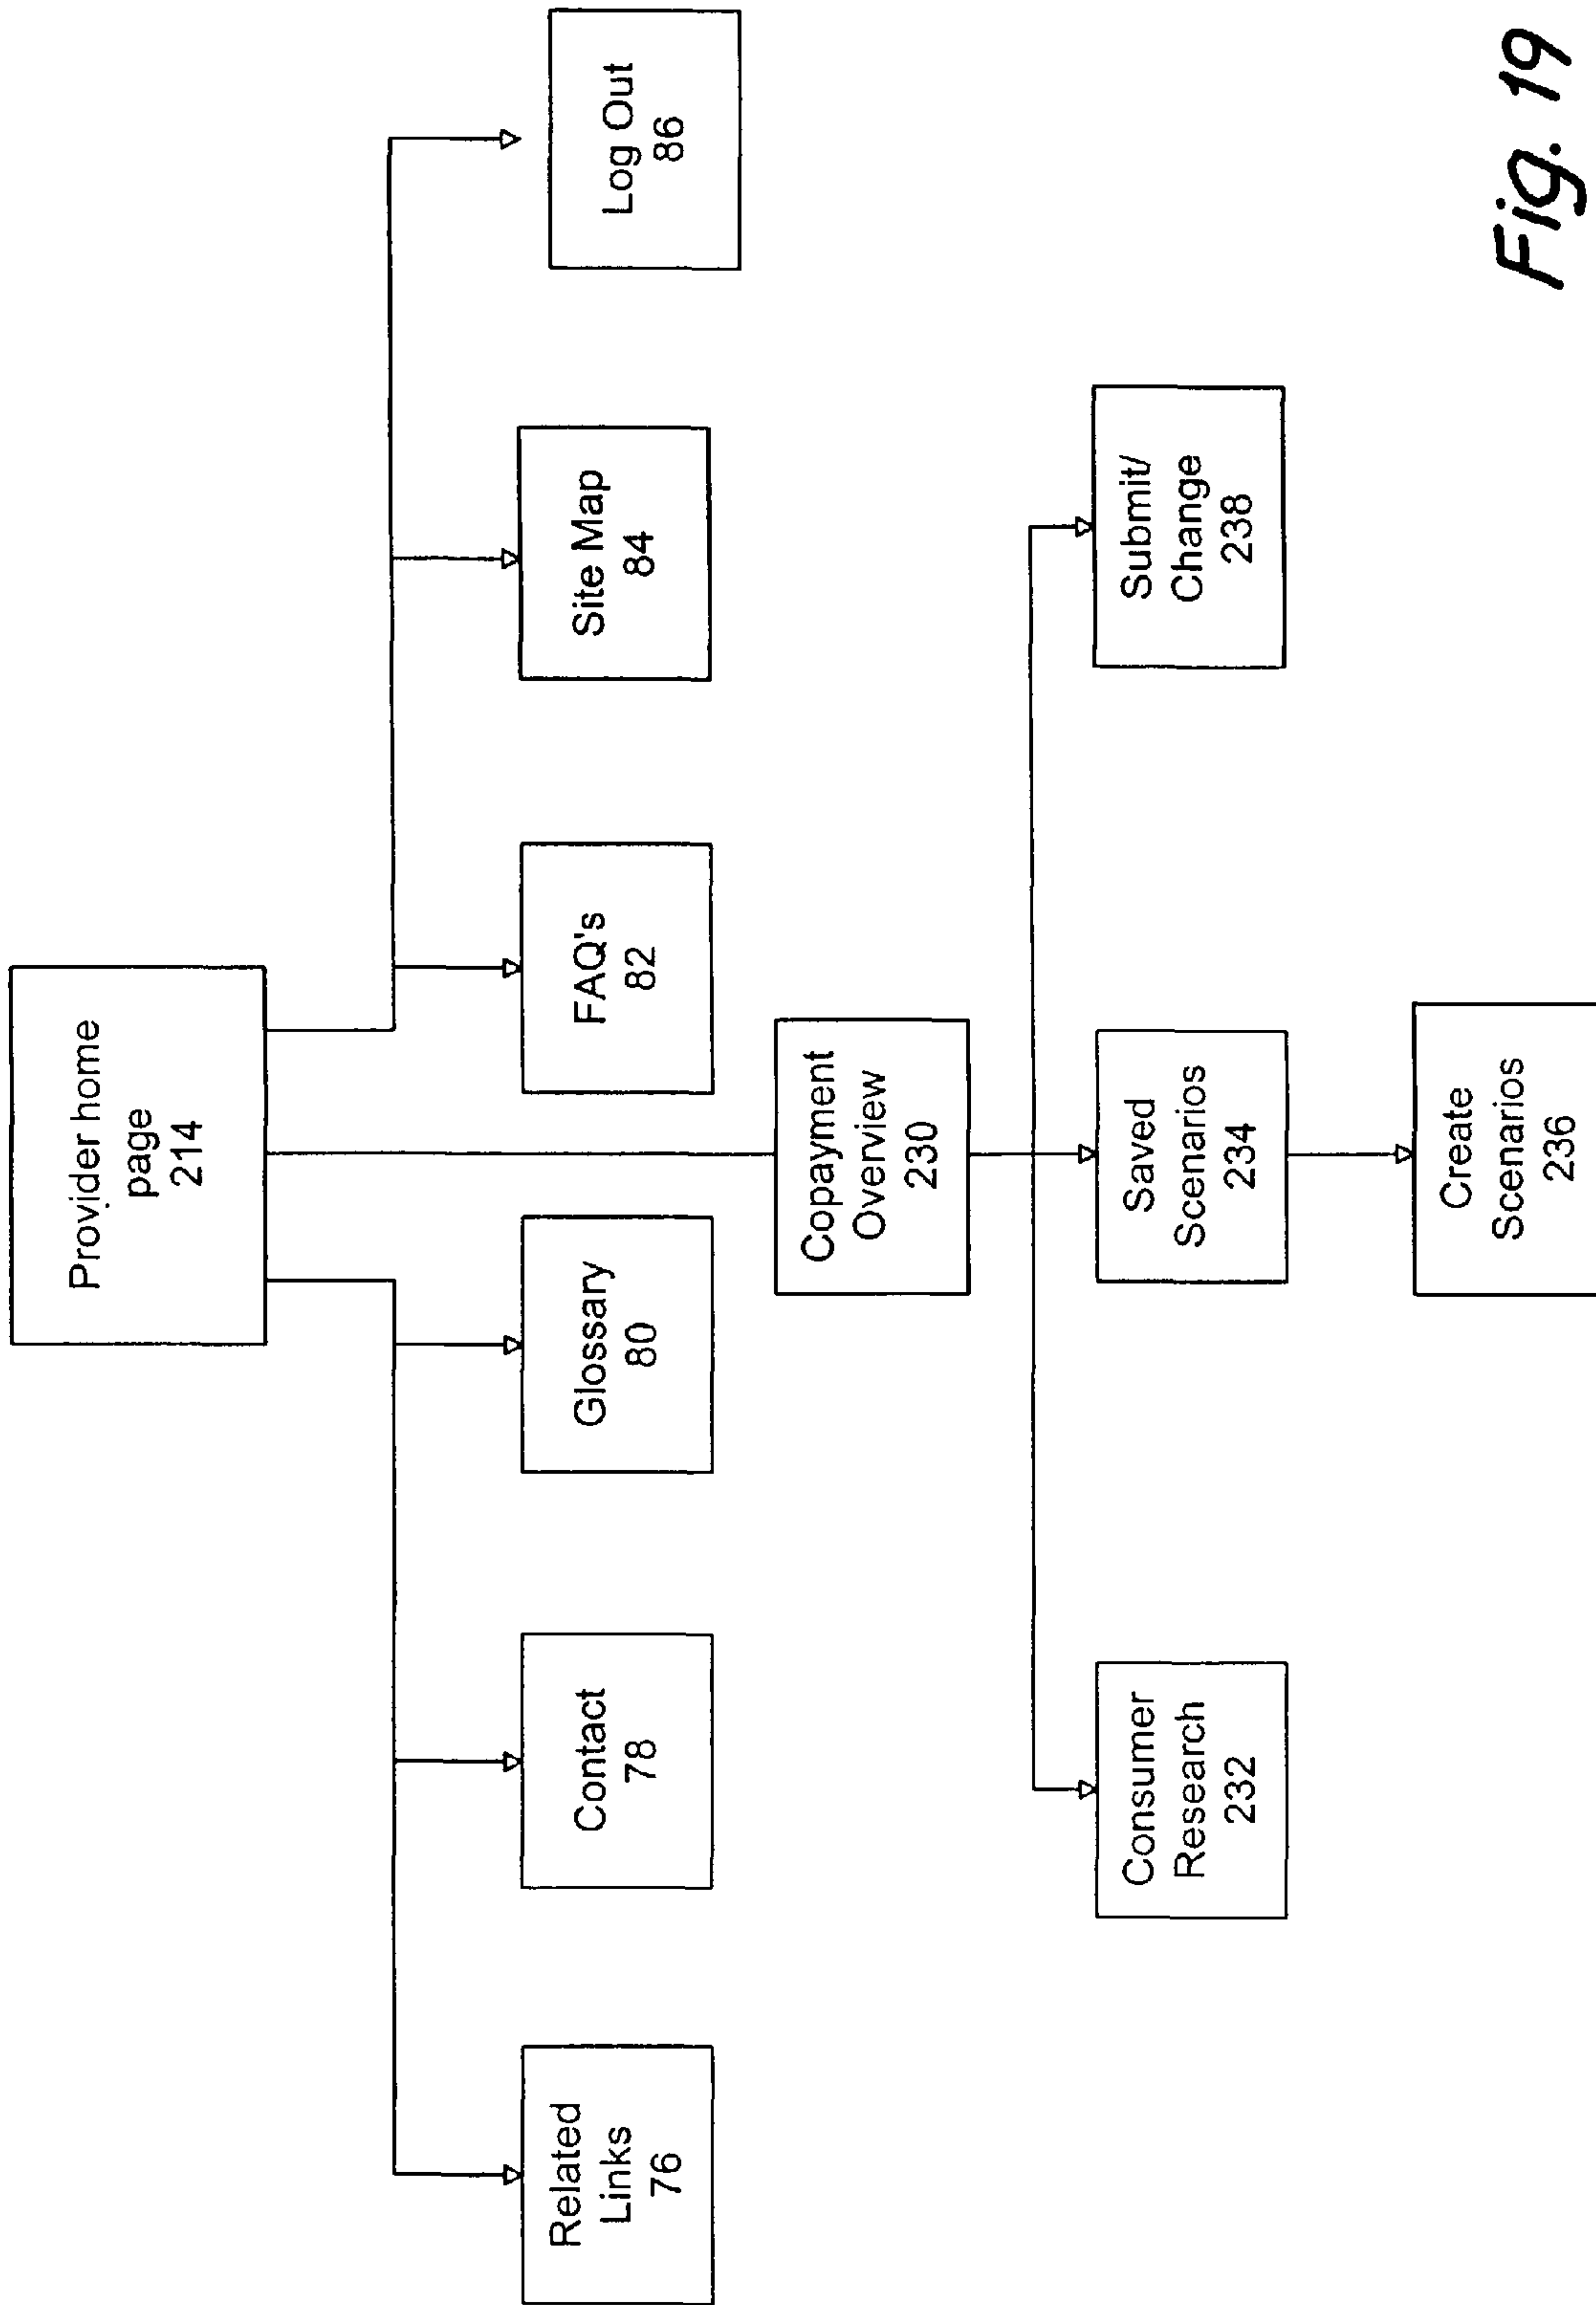 Provider home
page
214
Related
Links
76
Contact
78
Glossary
80
FAQ's
82
Site Map
84
Log Out
86
Copayment
Overview
230
Consumer
Research
232
Saved
Scenarios
234
Submit/
Change
238
Create
Scenarios
236
Fig. 19